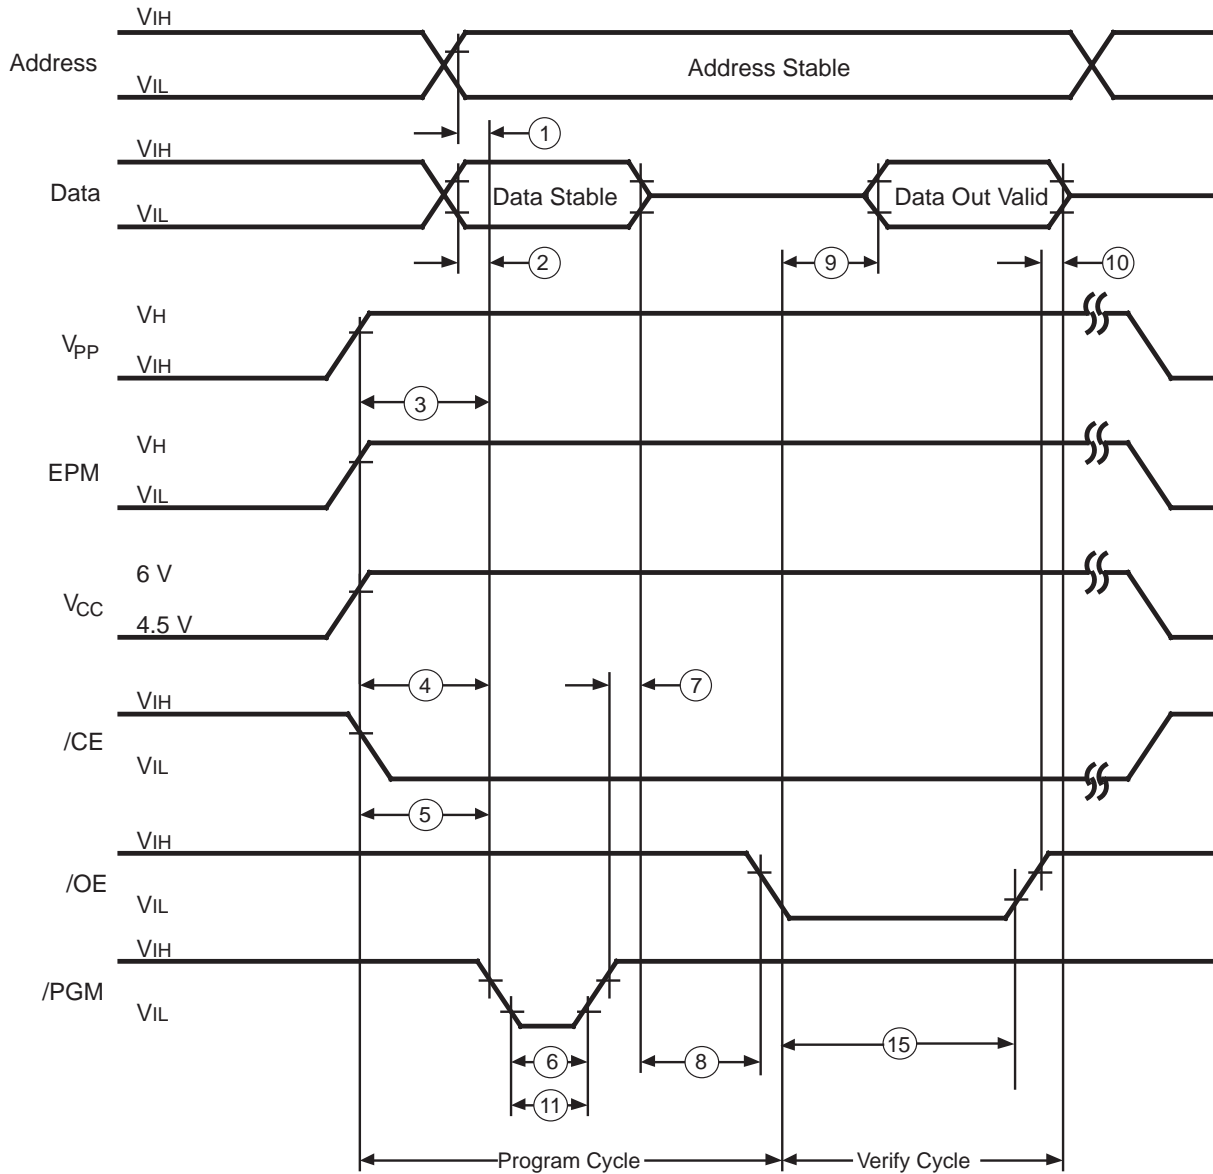 VIH
Address
VIL
Address Stable
1
VIH
Data
VIL
Data Stable
Data Out Valid
2
9
10
VH
VPP
VIH
3
VH
EPM
VIL
6 V
VCC
4.5 V
4
7
VIH
/CE
VIL
5
VIH
/OE
VIL
VIH
/PGM
VIL
15
6
8
11
Program Cycle
Verify Cycle